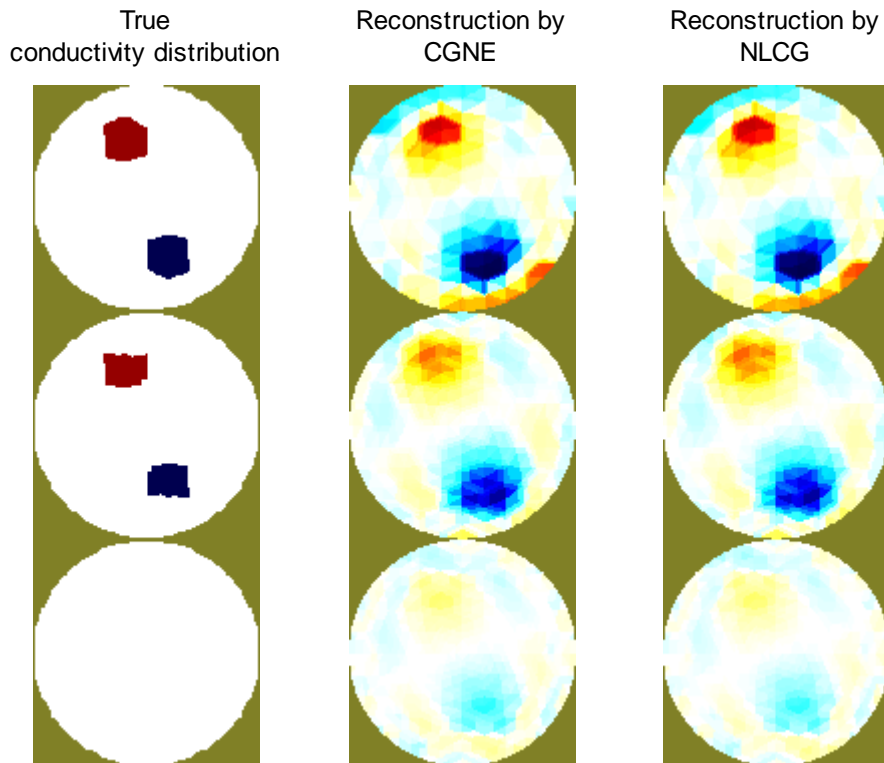 True
conductivity distribution
Reconstruction by
CGNE
Reconstruction by
NLCG